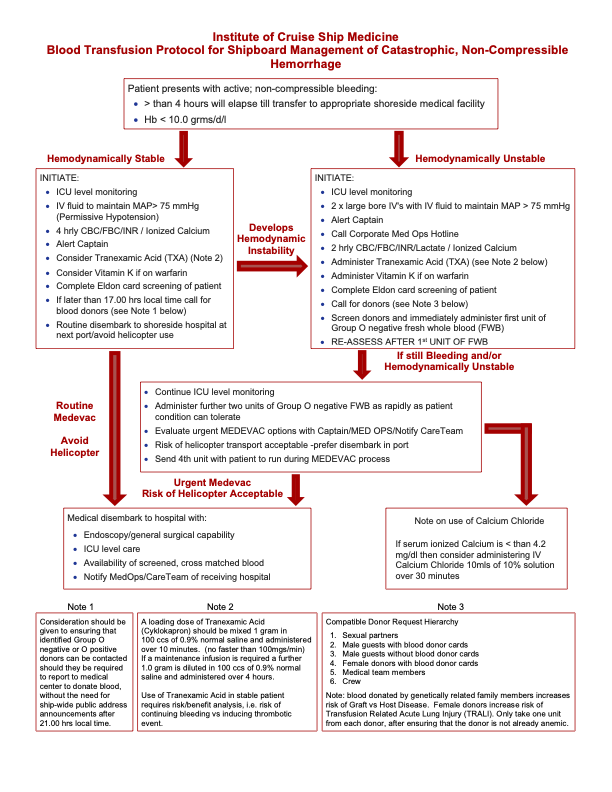 Institute of Cruise Ship Medicine
Blood Transfusion Protocol for Shipboard Management of Catastrophic, Non-Compressible
Hemorrhage
Patient presents with active; non-compressible bleeding:
• > than 4 hours will elapse till transfer to appropriate shoreside medical facility
• Hb < 10.0 grms/d/l
Hemodynamically Stable
INITIATE:
• ICU level monitoring
• IV fluid to maintain MAP> 75 mmHg
(Permissive Hypotension)
• 4 hrly CBC/FBC/INR / Ionized Calcium
• Alert Captain
• Consider Tranexamic Acid (TXA) (Note 2)
• Consider Vitamin K if on warfarin
• Complete Eldon card screening of patient
• If later than 17.00 hrs local time call for
blood donors (see Note 1 below)
• Routine disembark to shoreside hospital at
next port/avoid helicopter use
Develops
Hemodynamic
Instability
Hemodynamically Unstable
INITIATE:
• ICU level monitoring
• 2 x large bore IV's with IV fluid to maintain MAP > 75 mmHg
• Alert Captain
• Call Corporate Med Ops Hotline
• 2 hrly CBC/FBC/INR/Lactate / Ionized Calcium
• Administer Tranexamic Acid (TXA) (see Note 2 below)
• Administer Vitamin K if on warfarin
• Complete Eldon card screening of patient
• Call for donors (see Note 3 below)
• Screen donors and immediately administer first unit of
Group O negative fresh whole blood (FWB)
• RE-ASSESS AFTER 1st UNIT OF FWB
If still Bleeding and/or
Hemodynamically Unstable
• Continue ICU level monitoring
• Administer further two units of Group O negative FWB as rapidly as patient
condition can tolerate
• Evaluate urgent MEDEVAC options with Captain/MED OPS/Notify CareTeam
• Risk of helicopter transport acceptable -prefer disembark in port
• Send 4th unit with patient to run during MEDEVAC process
Routine
Medevac
Avoid
Helicopter
Urgent Medevac
Risk of Helicopter Acceptable
Medical disembark to hospital with:
• Endoscopy/general surgical capability
• ICU level care
• Availability of screened, cross matched blood
• Notify MedOps/CareTeam of receiving hospital
Note on use of Calcium Chloride
If serum ionized Calcium is < than 4.2
mg/dl then consider administering IV
Calcium Chloride 10mls of 10% solution
over 30 minutes
Note 1
Consideration should be
given to ensuring that
identified Group O
negative or O positive
donors can be contacted
should they be required
to report to medical
center to donate blood,
without the need for
ship-wide public address
announcements after
21.00 hrs local time.
Note 2
A loading dose of Tranexamic Acid
(Cyklokapron) should be mixed 1 gram in
100 ccs of 0.9% normal saline and administered
over 10 minutes. (no faster than 100mgs/min)
If a maintenance infusion is required a further
1.0 gram is diluted in 100 ccs of 0.9% normal
saline and administered over 4 hours.
Use of Tranexamic Acid in stable patient
requires risk/benefit analysis, i.e. risk of
continuing bleeding vs inducing thrombotic
event.
Note 3
Compatible Donor Request Hierarchy
1. Sexual partners
2. Male guests with blood donor cards
3. Male guests without blood donor cards
4. Female donors with blood donor cards
5. Medical team members
6. Crew
Note: blood donated by genetically related family members increases
risk of Graft vs Host Disease. Female donors increase risk of
Transfusion Related Acute Lung Injury (TRALI). Only take one unit
from each donor, after ensuring that the donor is not already anemic.